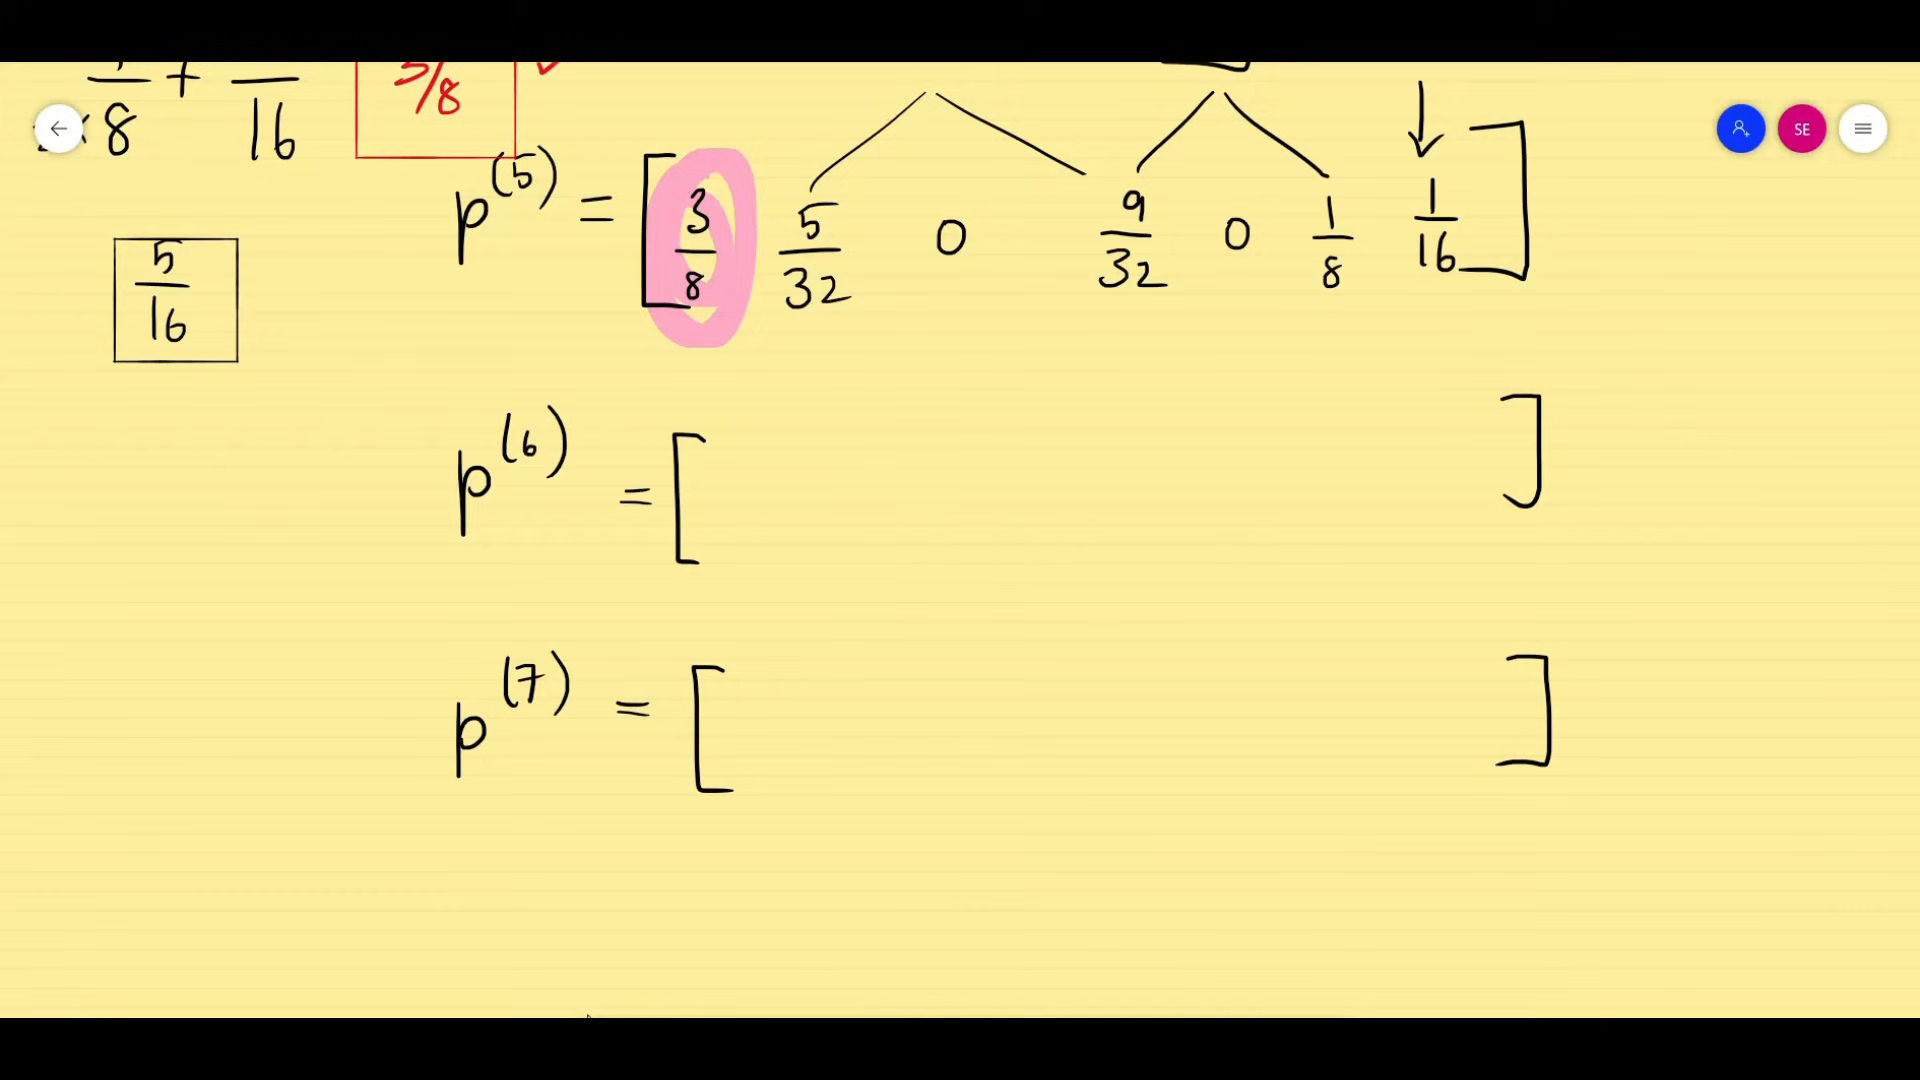 8 + 16
3/8
p^(5) = [ 3/8 5/32 0 9/32 0 1/8 1/16 ]
5/16
p^(6) = [ ]
p^(7) = [ ]
SE